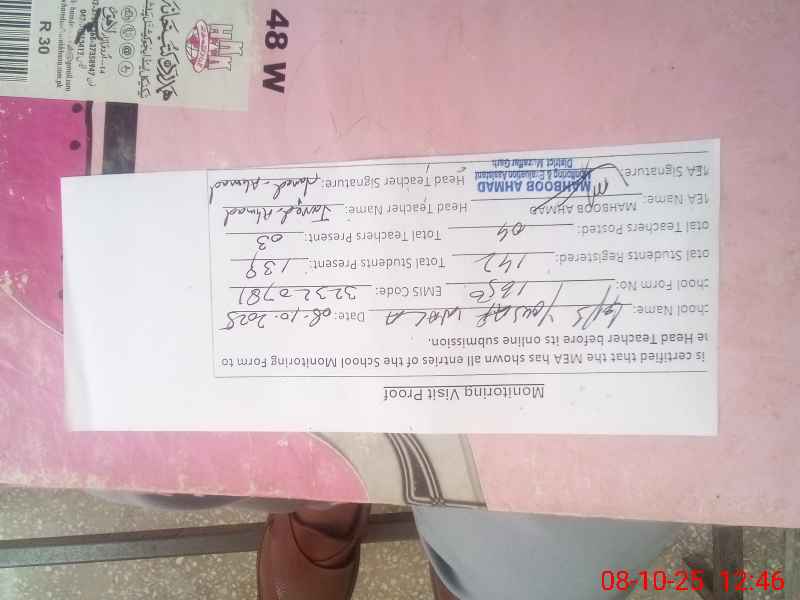 Monitoring Visit Proof
is certified that the MEA has shown all entries of the School Monitoring Form to
he Head Teacher before its online submission.
chool Name: GPS YOUSAF WALA Date: 08-10-2025
chool Form No: 1650 EMIS Code: 32320781
otal Students Registered: 142 Total Students Present: 139
otal Teachers Posted: 04 Total Teachers Present: 03
MEA Name: MAHBOOB AHMAD Head Teacher Name: Javed Ahmad
MEA Signature: Head Teacher Signature: Javed Ahmad
MAHBOOB AHMAD
Monitoring & Evaluation Assistant
District Muzaffar Garh
48 W
R 30
08-10-25 12:46